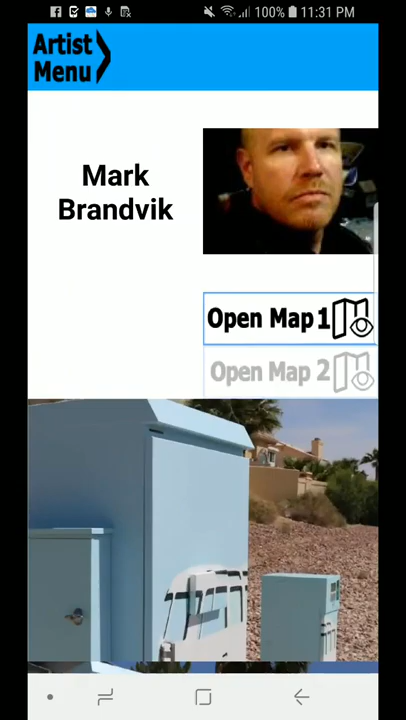 100% 11:31 PM
Artist
Menu
Mark
Brandvik
Open Map 1
Open Map 2